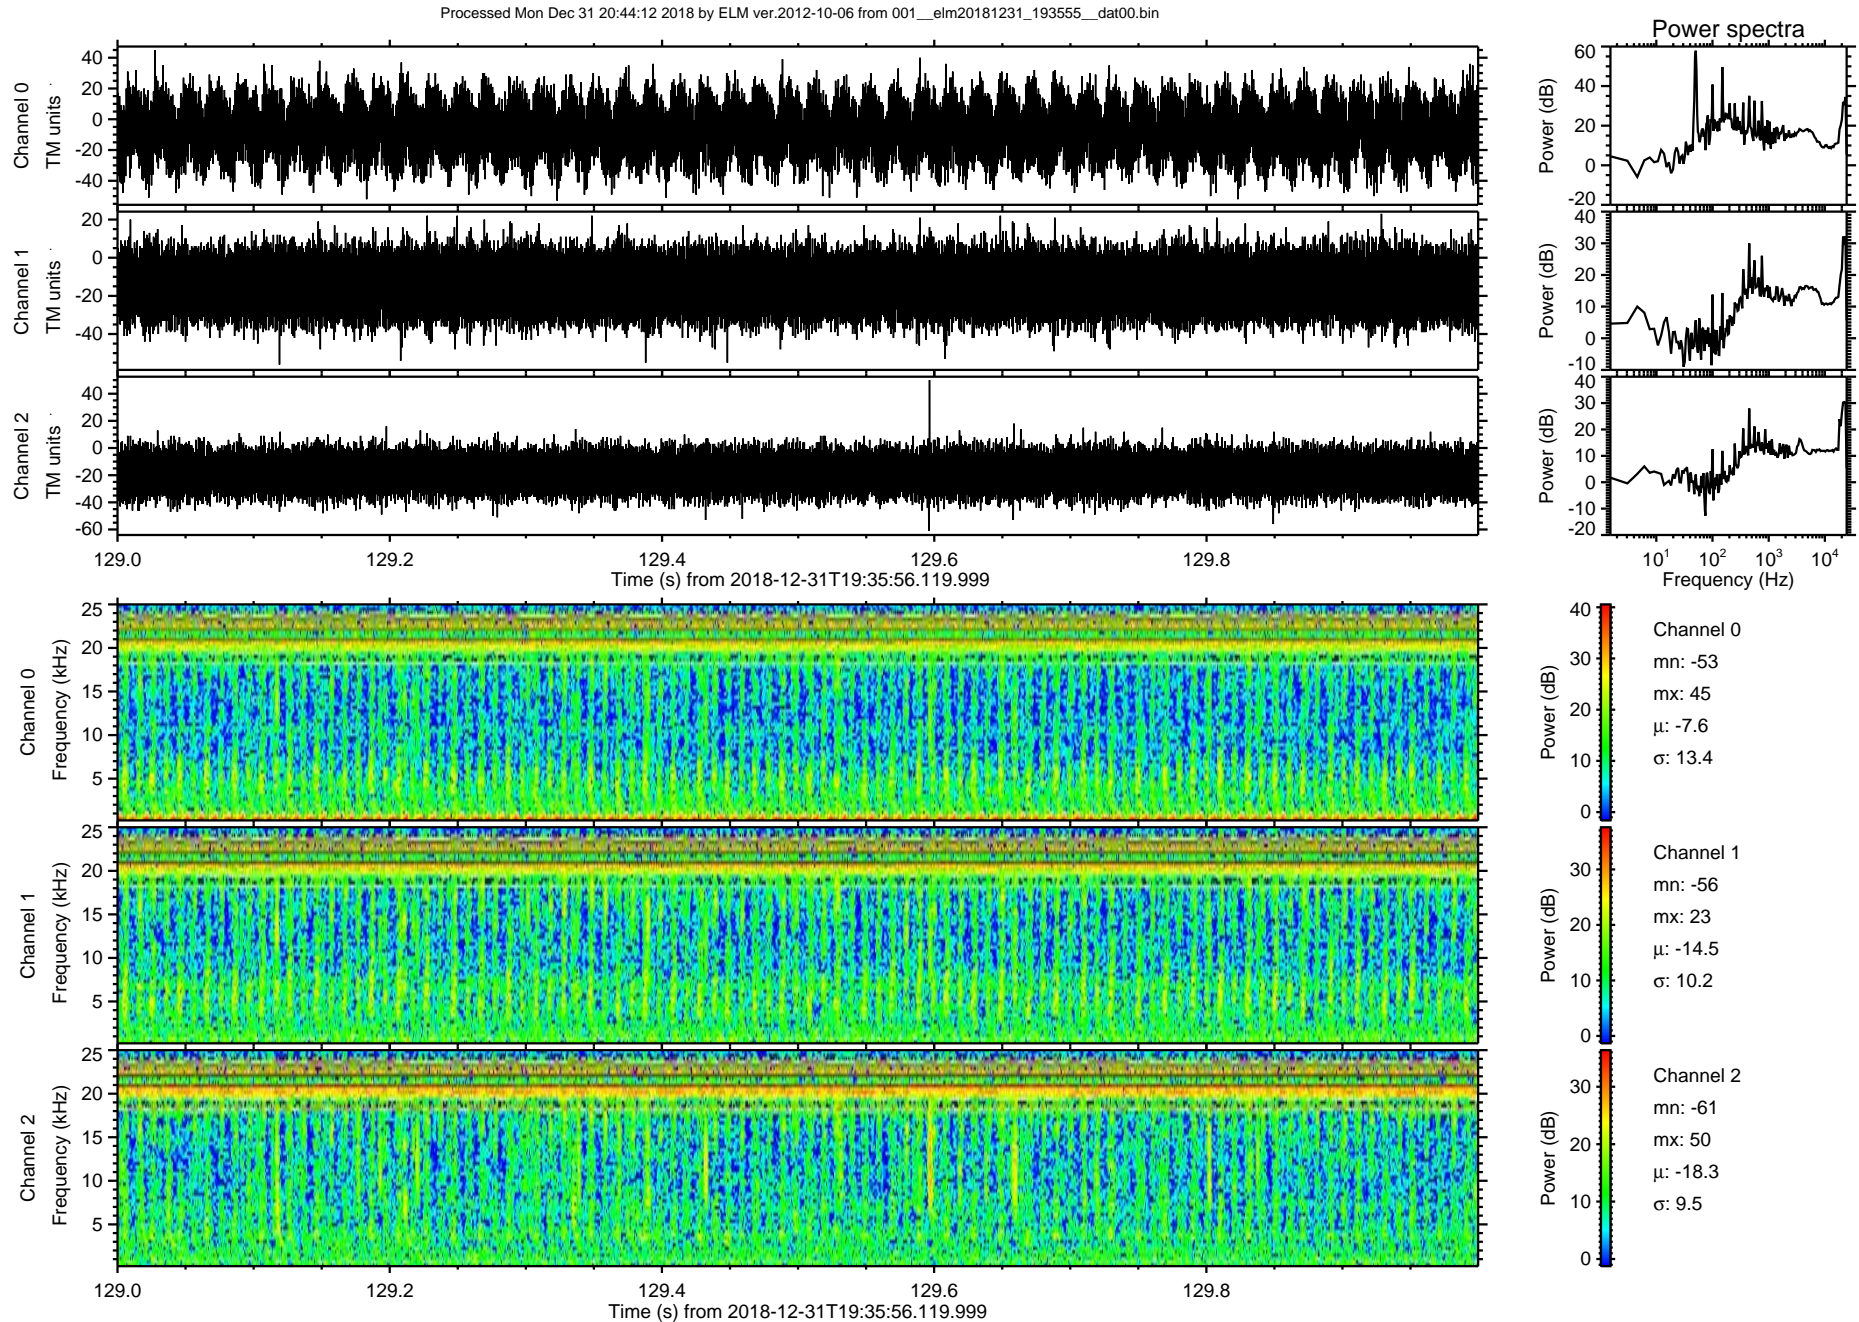 Processed Mon Dec 31 20:44:12 2018 by ELM ver.2012-10-06 from 001__elm20181231_193555__dat00.bin
Power spectra
Channel 0
TM units
40
20
0
-20
-40
Power (dB)
60
40
20
0
-20
Channel 1
TM units
20
0
-20
-40
Power (dB)
40
30
20
10
0
-10
Channel 2
TM units
40
20
0
-20
-40
-60
Power (dB)
40
30
20
10
0
-10
-20
129.0 129.2 129.4 129.6 129.8
Time (s) from 2018-12-31T19:35:56.119.999
10¹ 10² 10³ 10⁴
Frequency (Hz)
Channel 0
Frequency (kHz)
25
20
15
10
5
Power (dB)
40
30
20
10
0
Channel 0
mn: -53
mx: 45
μ: -7.6
σ: 13.4
Channel 1
Frequency (kHz)
25
20
15
10
5
Power (dB)
30
20
10
0
Channel 1
mn: -56
mx: 23
μ: -14.5
σ: 10.2
Channel 2
Frequency (kHz)
25
20
15
10
5
Power (dB)
30
20
10
0
Channel 2
mn: -61
mx: 50
μ: -18.3
σ: 9.5
129.0 129.2 129.4 129.6 129.8
Time (s) from 2018-12-31T19:35:56.119.999